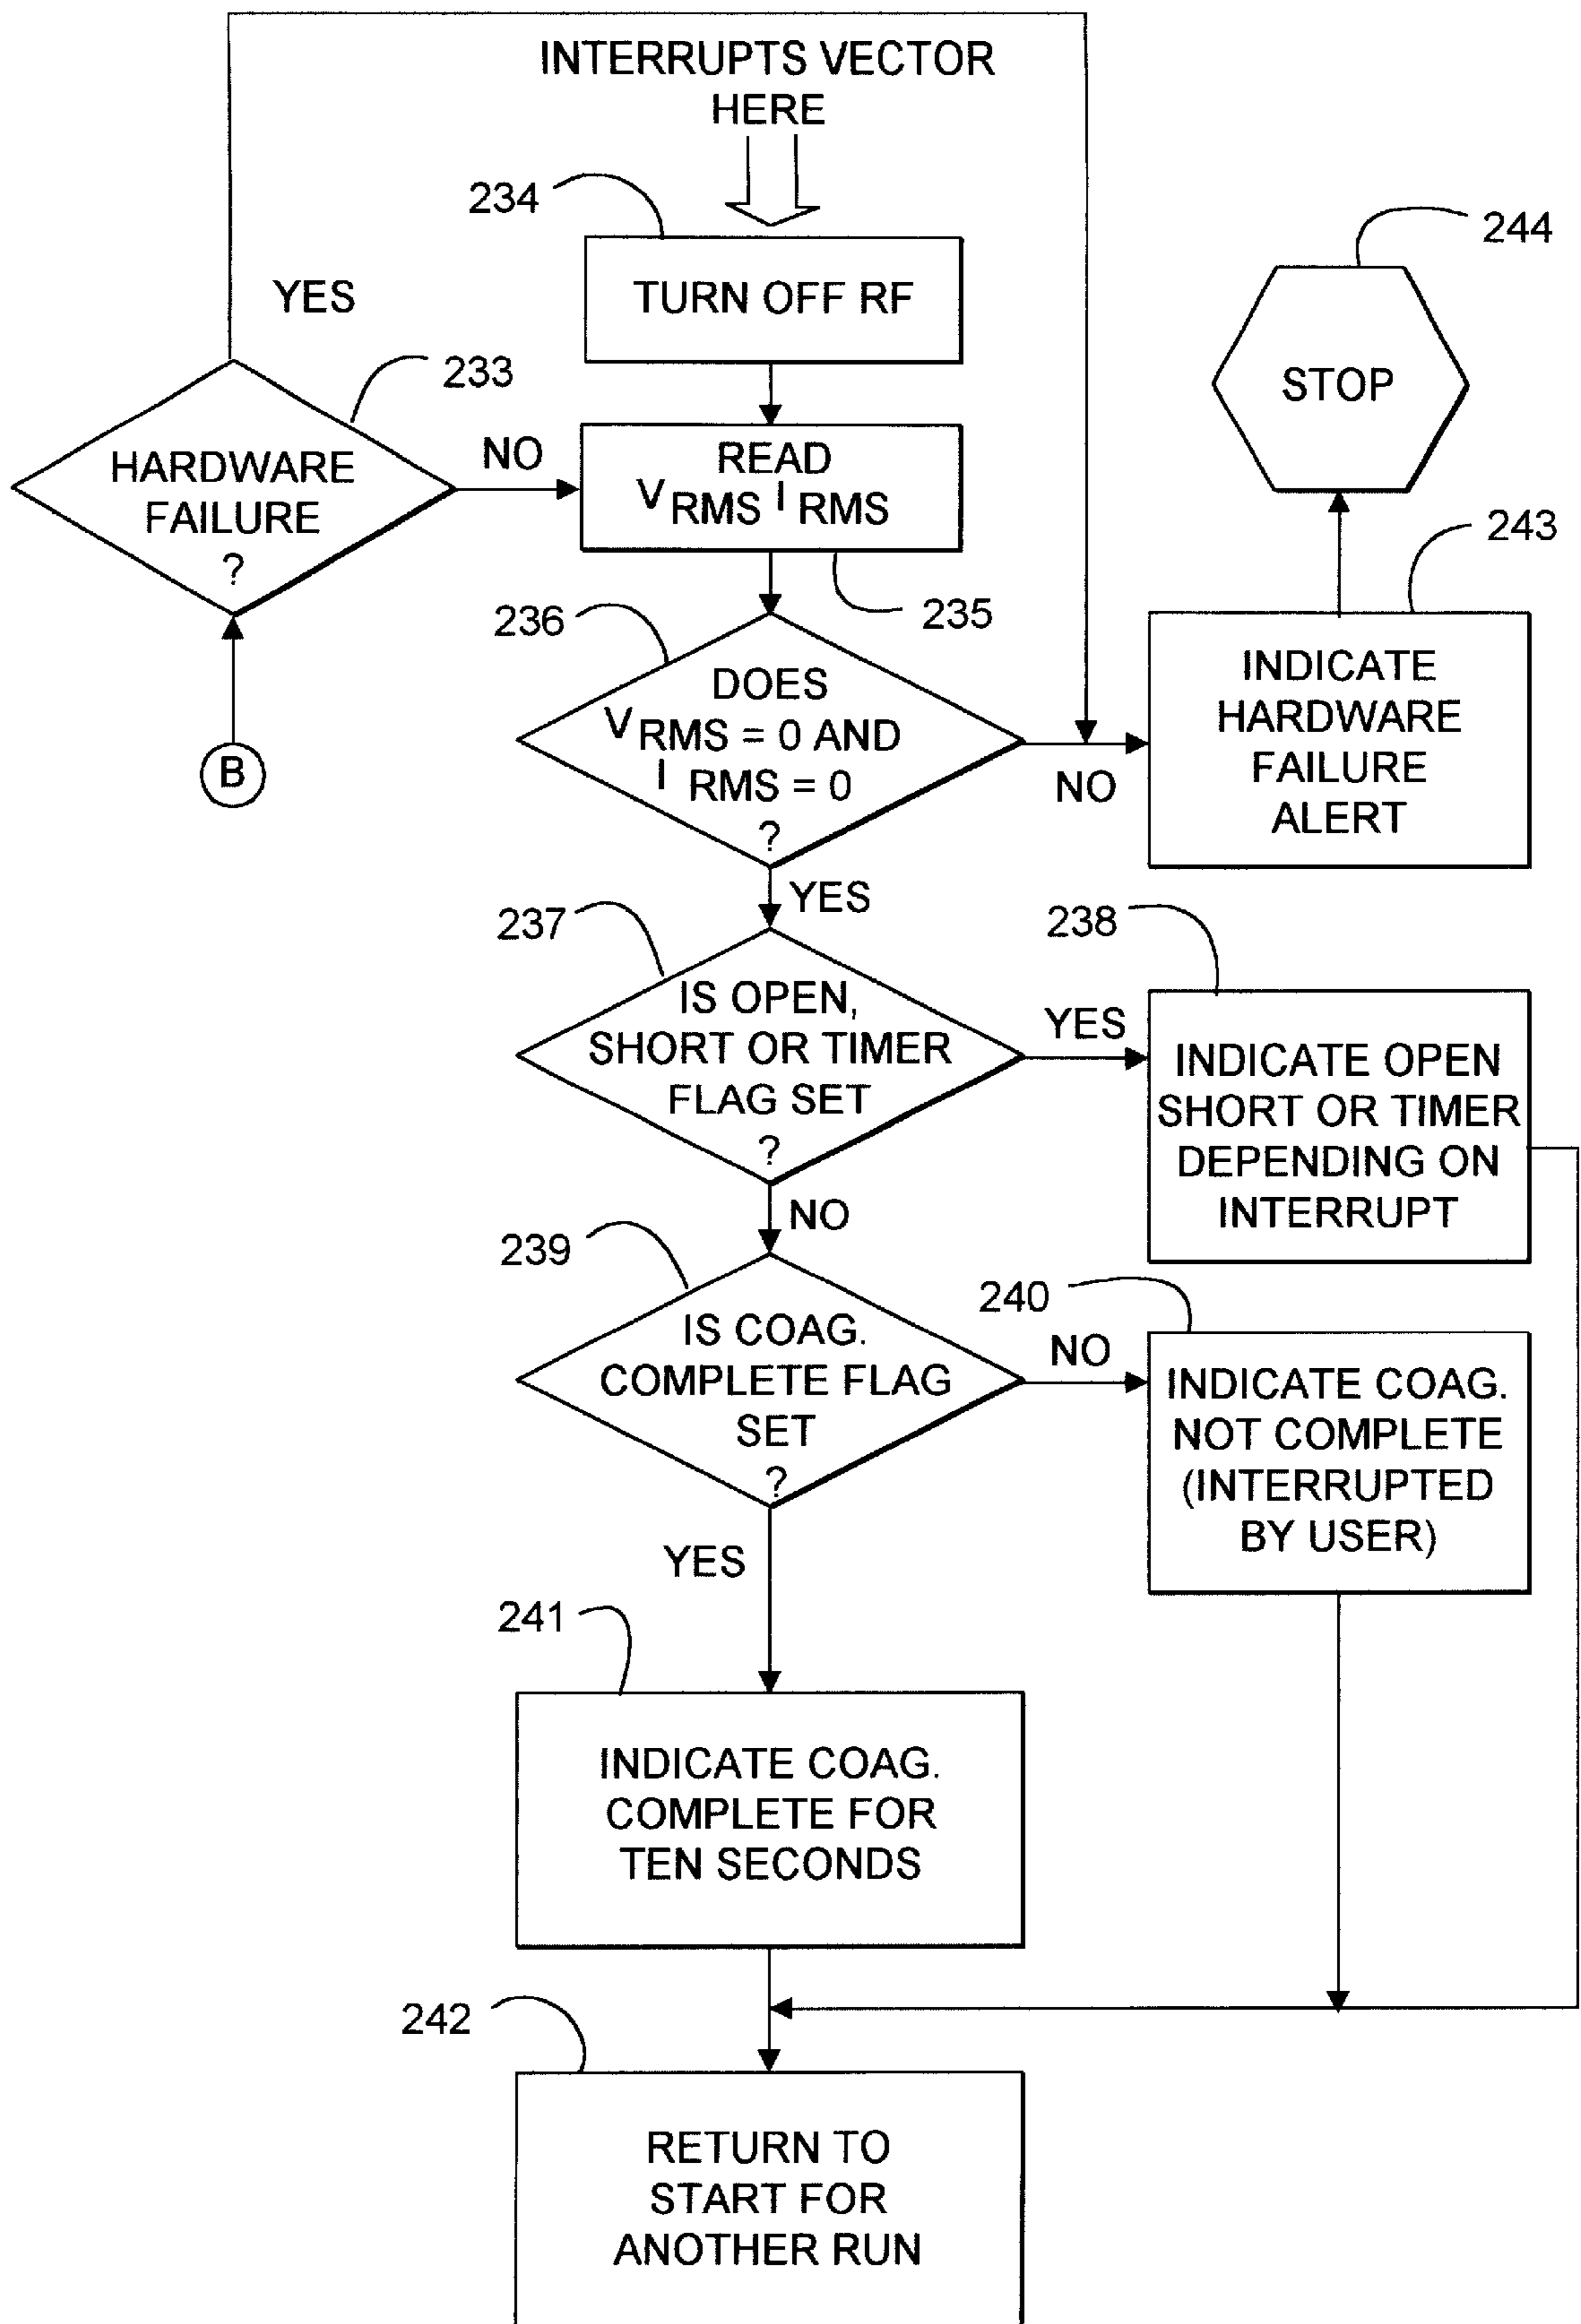 INTERRUPTS VECTOR
HERE
234
TURN OFF RF
244
STOP
YES
233
HARDWARE
FAILURE
?
NO
READ
V RMS I RMS
235
243
INDICATE
HARDWARE
FAILURE
ALERT
236
DOES
V RMS = 0 AND
I RMS = 0
?
NO
B
YES
237
IS OPEN,
SHORT OR TIMER
FLAG SET
?
YES
238
INDICATE OPEN
SHORT OR TIMER
DEPENDING ON
INTERRUPT
NO
239
IS COAG.
COMPLETE FLAG
SET
?
NO
240
INDICATE COAG.
NOT COMPLETE
(INTERRUPTED
BY USER)
YES
241
INDICATE COAG.
COMPLETE FOR
TEN SECONDS
242
RETURN TO
START FOR
ANOTHER RUN